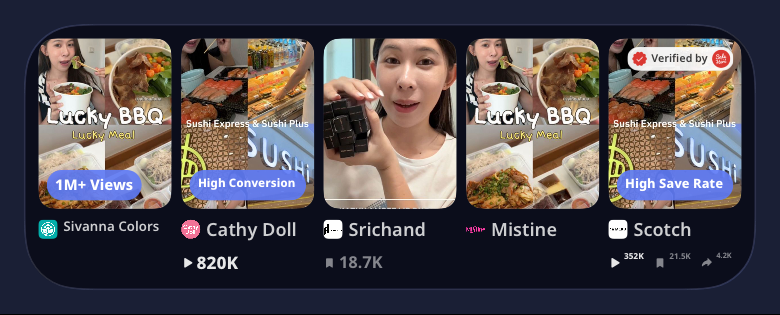 Lucky BBQ
Lucky Meal
1M+ Views
Sivanna Colors
Sushi Express & Sushi Plus
SUSHI
High Conversion
Cathy Doll
820K
Srichand
18.7K
Lucky BBQ
Lucky Meal
Mistine
Verified by
Sushi Express & Sushi Plus
SUSHI
High Save Rate
Scotch
352K
21.5K
4.2K